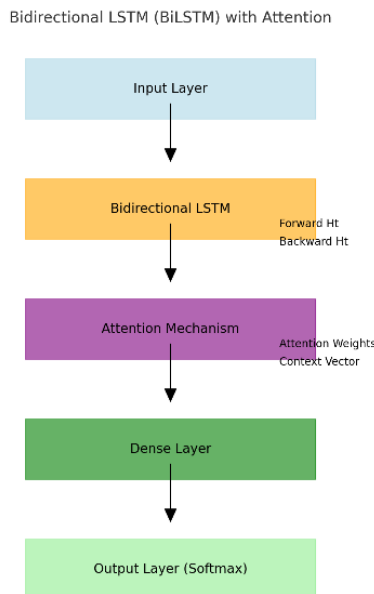 Bidirectional LSTM (BiLSTM) with Attention
Input Layer
Bidirectional LSTM
Forward Ht
Backward Ht
Attention Mechanism
Attention Weights
Context Vector
Dense Layer
Output Layer (Softmax)